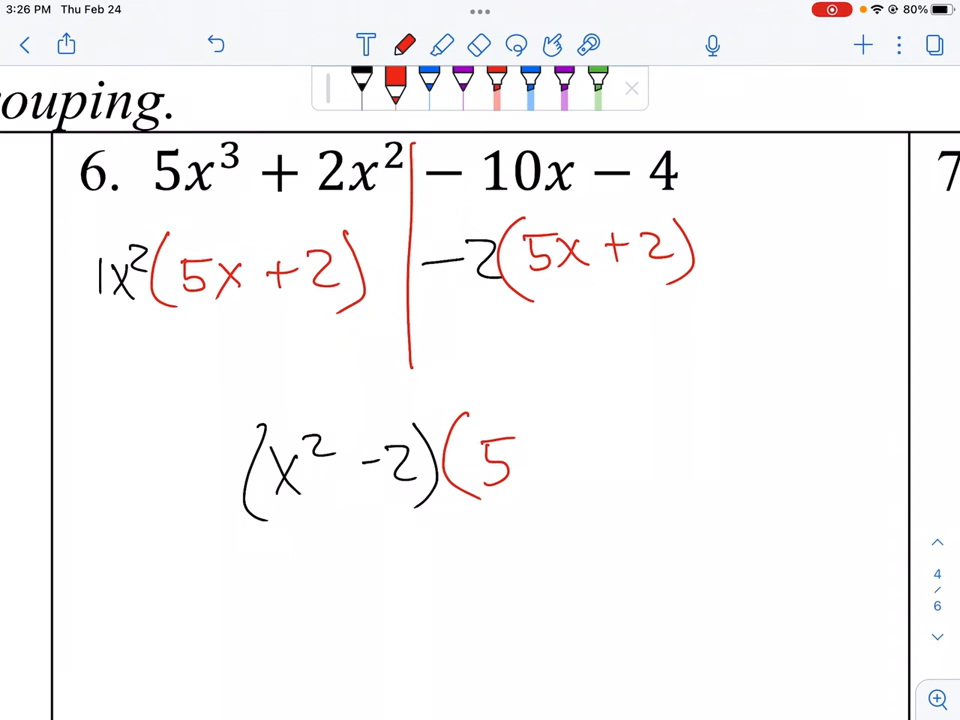 3:26 PM Thu Feb 24 80%
ouping.
6. 5x³ + 2x² − 10x − 4
7
1x²(5x + 2) −2(5x + 2)
(x² - 2)(5
4
/
6